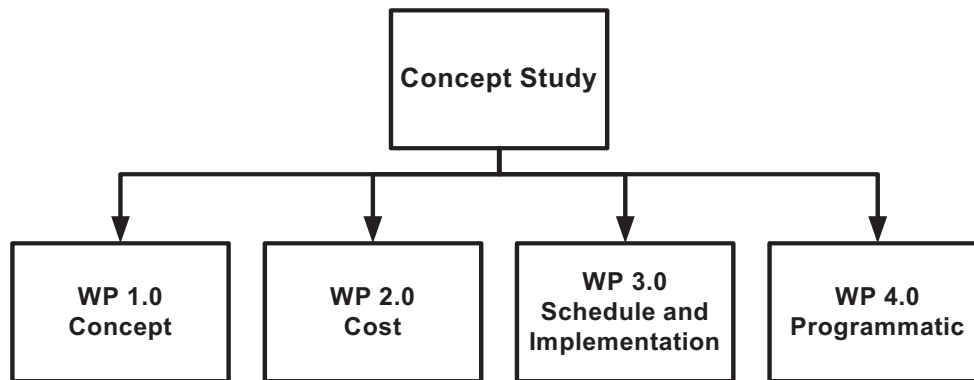 Concept Study
WP 1.0
Concept
WP 2.0
Cost
WP 3.0
Schedule and
Implementation
WP 4.0
Programmatic